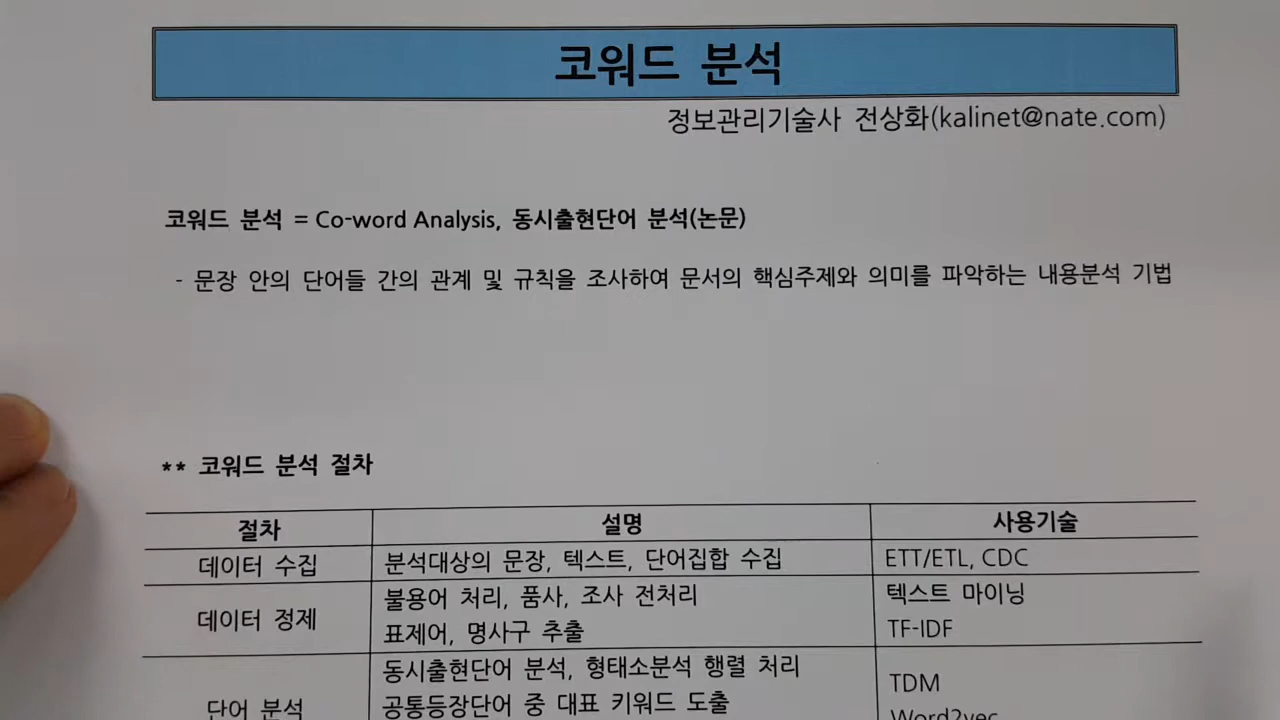 코워드 분석
정보관리기술사 전상화(kalinet@nate.com)
코워드 분석 = Co-word Analysis, 동시출현단어 분석(논문)
- 문장 안의 단어들 간의 관계 및 규칙을 조사하여 문서의 핵심주제와 의미를 파악하는 내용분석 기법
** 코워드 분석 절차
절차 설명 사용기술
데이터 수집 분석대상의 문장, 텍스트, 단어집합 수집 ETT/ETL, CDC
데이터 정제
불용어 처리, 품사, 조사 전처리
표제어, 명사구 추출
텍스트 마이닝
TF-IDF
단어 분석
동시출현단어 분석, 형태소분석 행렬 처리
공통등장단어 중 대표 키워드 도출
TDM
Word2vec